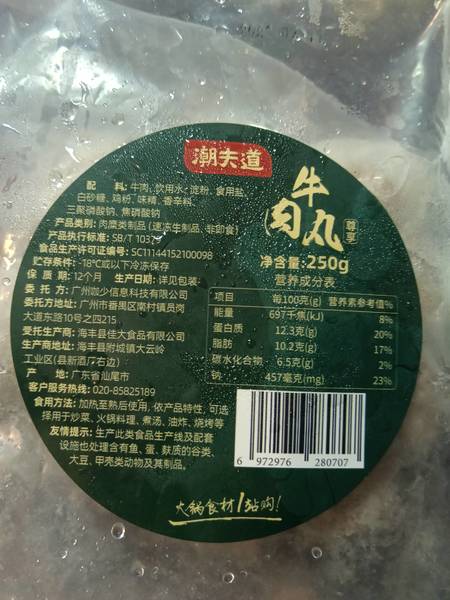 潮夫道
牛肉丸
尊享
净含量:250g
配 料: 牛肉、饮用水、淀粉、食用盐、
白砂糖、鸡粉、味精、香辛料、
三聚磷酸钠、焦磷酸钠
产品类别: 肉糜类制品 (速冻生制品, 非即食)
产品执行标准: SB/T 10379
食品生产许可证编号: SC11144152100098
贮存条件: -18℃或以下冷冻保存
保 质 期: 12个月 生产日期: 详见包装
委 托 方: 广州咖少信息科技有限公司
委托方地址: 广州市番禺区南村镇员岗
大道东路10号之四215
受托生产商: 海丰县佳大食品有限公司
生产商地址: 海丰县附城镇大云岭
工业区(县新酒厂右边)
产 地: 广东省汕尾市
客户服务热线: 020-85825189
食用方法: 加热至熟后使用, 依产品特性, 可选
择用于炒菜、火锅料理、煮汤、油炸、烧烤等
友情提示: 生产此类食品生产线及配套
设施也处理含有鱼、蛋、麸质的谷类、
大豆、甲壳类动物及其制品。
营养成分表
项目 每100克(g) 营养素参考值%
能量 697千焦(kJ) 8%
蛋白质 12.3克(g) 20%
脂肪 10.2克(g) 17%
碳水化合物 6.5克(g) 2%
钠 457毫克(mg) 23%
6 972976 280707
火锅食材1站购!